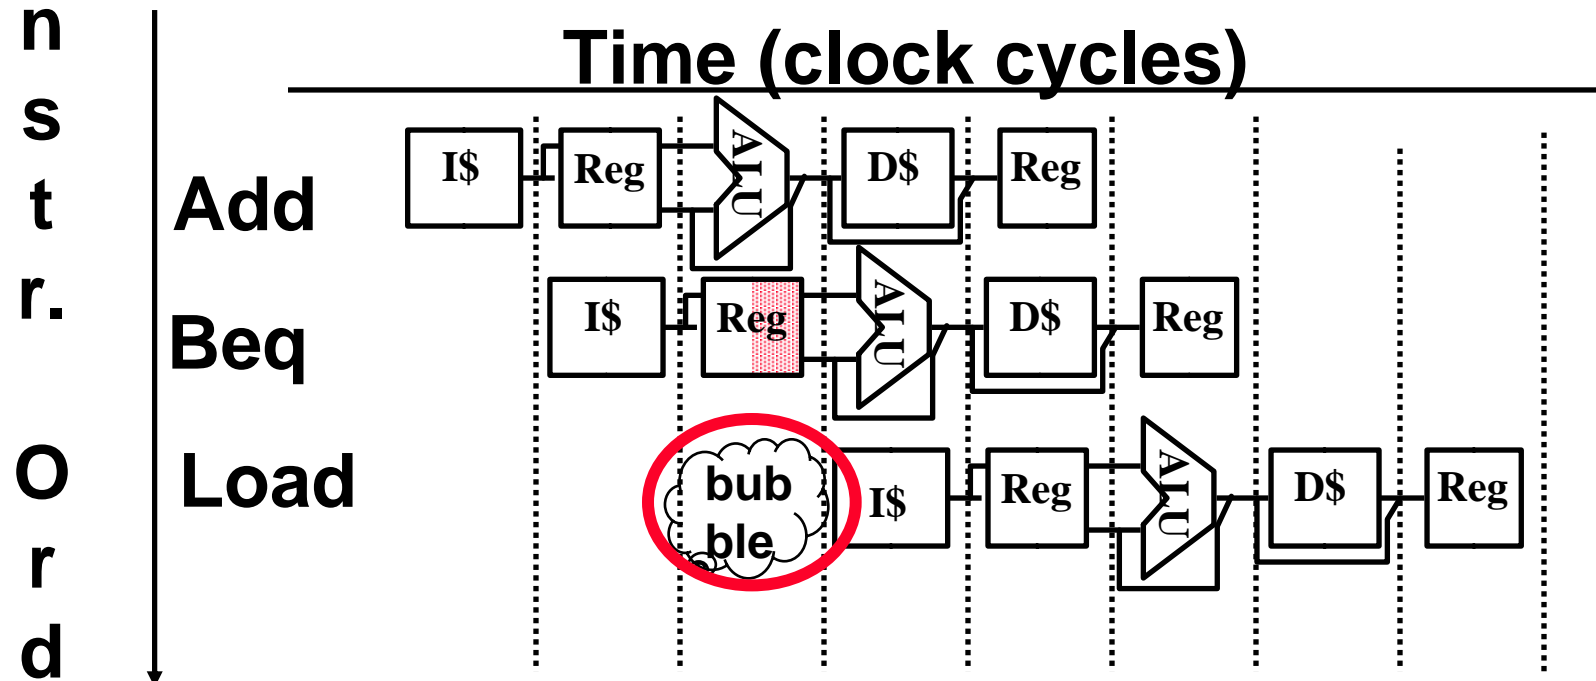 n
s
t
r.
O
r
d
Time (clock cycles)
Add
I$ Reg ALU D$ Reg
Beq
I$ Reg ALU D$ Reg
Load
bub
ble
I$ Reg ALU D$ Reg